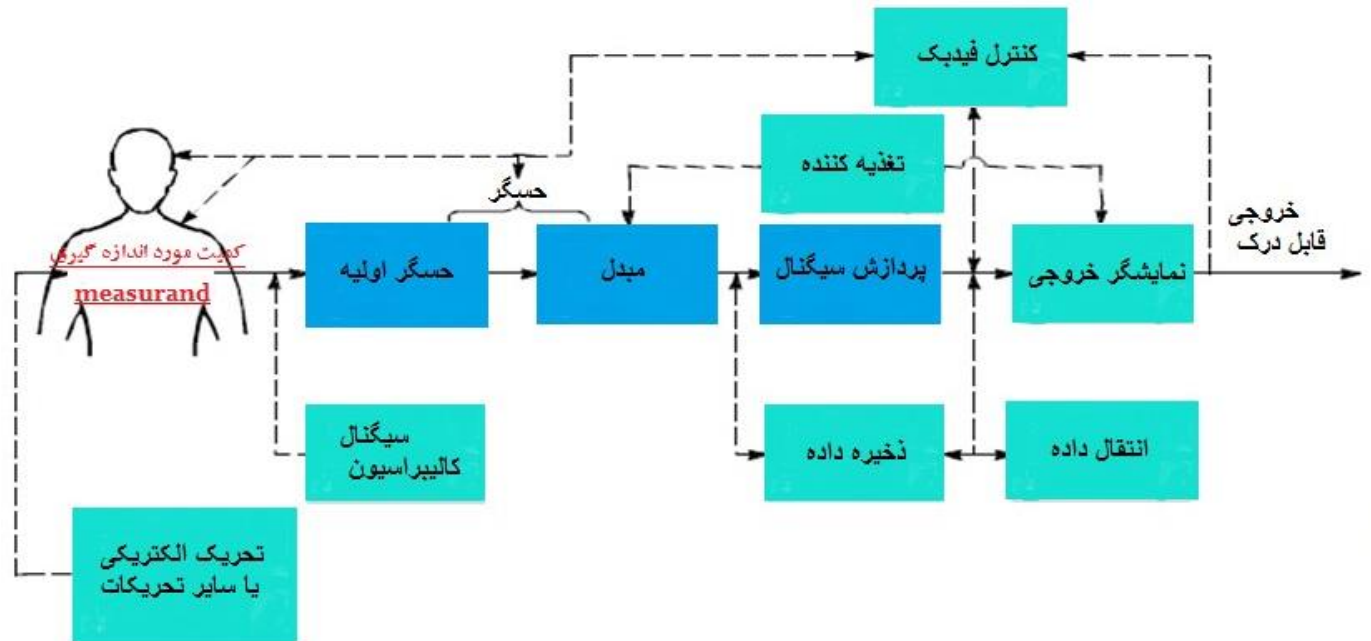 کنترل فیدبک
تغذیه کننده
حسگر
خروجی
قابل درک
کمیت مورد اندازه گیری
measurand
حسگر اولیه
مبدل
پردازش سیگنال
نمایشگر خروجی
سیگنال
کالیبراسیون
ذخیره داده
انتقال داده
تحریک الکتریکی
یا سایر تحریکات